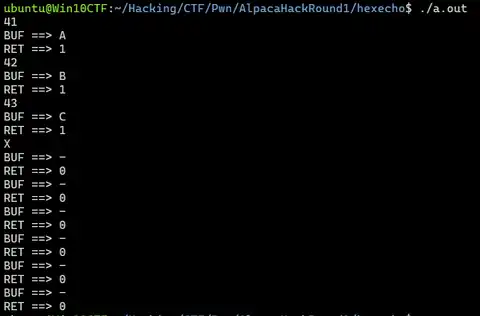 ubuntu@Win10CTF:~/Hacking/CTF/Pwn/AlpacaHackRound1/hexecho$ ./a.out
41
BUF ==> A
RET ==> 1
42
BUF ==> B
RET ==> 1
43
BUF ==> C
RET ==> 1
X
BUF ==> -
RET ==> 0
BUF ==> -
RET ==> 0
BUF ==> -
RET ==> 0
BUF ==> -
RET ==> 0
BUF ==> -
RET ==> 0
BUF ==> -
RET ==> 0